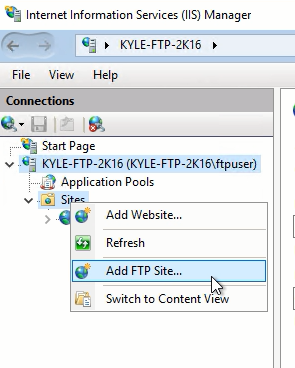 Internet Information Services (IIS) Manager
KYLE-FTP-2K16
File View Help
Connections
Start Page
KYLE-FTP-2K16 (KYLE-FTP-2K16\ftpuser)
Application Pools
Sites
Add Website...
Refresh
Add FTP Site...
Switch to Content View